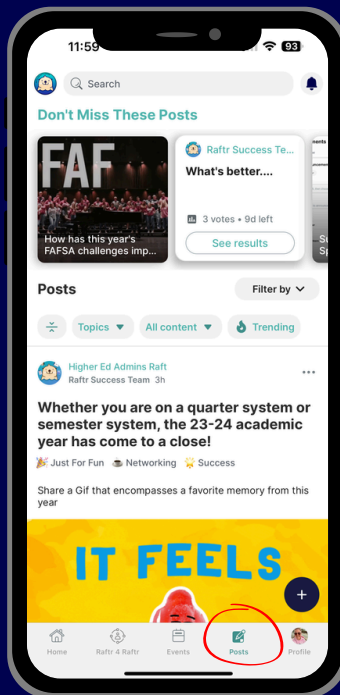 11:59
93
Search
Don't Miss These Posts
FAF
How has this year's
FAFSA challenges imp...
Raftr Success Te...
What's better....
3 votes • 9d left
See results
Su
Sp
Posts
Filter by
Topics
All content
Trending
Higher Ed Admins Raft
Raftr Success Team 3h
Whether you are on a quarter system or
semester system, the 23-24 academic
year has come to a close!
Just For Fun
Networking
Success
Share a Gif that encompasses a favorite memory from this
year
IT FEELS
Home
Raftr 4 Raftr
Events
Posts
Profile